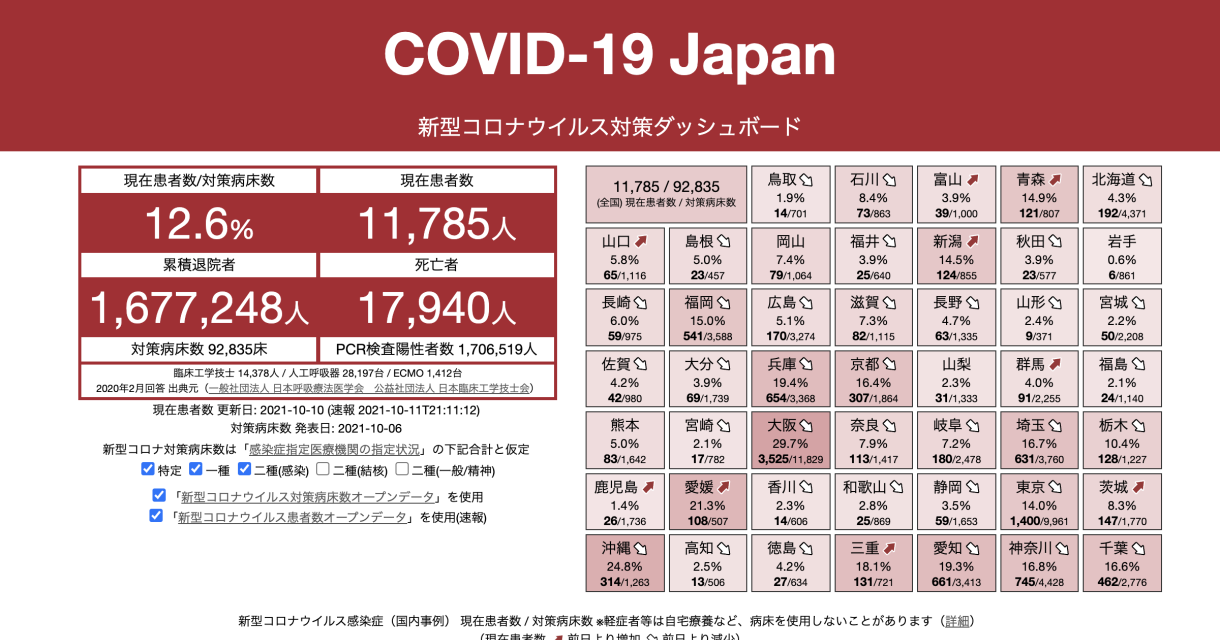 COVID-19 Japan
新型コロナウイルス対策ダッシュボード
現在患者数/対策病床数
現在患者数
12.6%
11,785人
累積退院者
死亡者
1,677,248人
17,940人
対策病床数 92,835床
PCR検査陽性者数 1,706,519人
臨床工学技士 14,378人 / 人工呼吸器 28,197台 / ECMO 1,412台
2020年2月回答 出典元（一般社団法人 日本呼吸療法医学会　公益社団法人 日本臨床工学技士会）
現在患者数 更新日: 2021-10-10 (速報 2021-10-11T21:11:12)
対策病床数 発表日: 2021-10-06
新型コロナ対策病床数は「感染症指定医療機関の指定状況」の下記合計と仮定
特定 一種 二種(感染) 二種(結核) 二種(一般/精神)
「新型コロナウイルス対策病床数オープンデータ」を使用
「新型コロナウイルス患者数オープンデータ」を使用(速報)
11,785 / 92,835
(全国) 現在患者数 / 対策病床数
鳥取
1.9%
14/701
石川
8.4%
73/863
富山
3.9%
39/1,000
青森
14.9%
121/807
北海道
4.3%
192/4,371
山口
5.8%
65/1,116
島根
5.0%
23/457
岡山
7.4%
79/1,064
福井
3.9%
25/640
新潟
14.5%
124/855
秋田
3.9%
23/577
岩手
0.6%
6/861
長崎
6.0%
59/975
福岡
15.0%
541/3,588
広島
5.1%
170/3,274
滋賀
7.3%
82/1,115
長野
4.7%
63/1,335
山形
2.4%
9/371
宮城
2.2%
50/2,208
佐賀
4.2%
42/980
大分
3.9%
69/1,739
兵庫
19.4%
654/3,368
京都
16.4%
307/1,864
山梨
2.3%
31/1,333
群馬
4.0%
91/2,255
福島
2.1%
24/1,140
熊本
5.0%
83/1,642
宮崎
2.1%
17/782
大阪
29.7%
3,525/11,829
奈良
7.9%
113/1,417
岐阜
7.2%
180/2,478
埼玉
16.7%
631/3,760
栃木
10.4%
128/1,227
鹿児島
1.4%
26/1,736
愛媛
21.3%
108/507
香川
2.3%
14/606
和歌山
2.8%
25/869
静岡
3.5%
59/1,653
東京
14.0%
1,400/9,961
茨城
8.3%
147/1,770
沖縄
24.8%
314/1,263
高知
2.5%
13/506
徳島
4.2%
27/634
三重
18.1%
131/721
愛知
19.3%
661/3,413
神奈川
16.8%
745/4,428
千葉
16.6%
462/2,776
新型コロナウイルス感染症（国内事例） 現在患者数 / 対策病床数 ※軽症者等は自宅療養など、病床を使用しないことがあります（詳細）
（現在患者数 前日より増加 前日より減少）